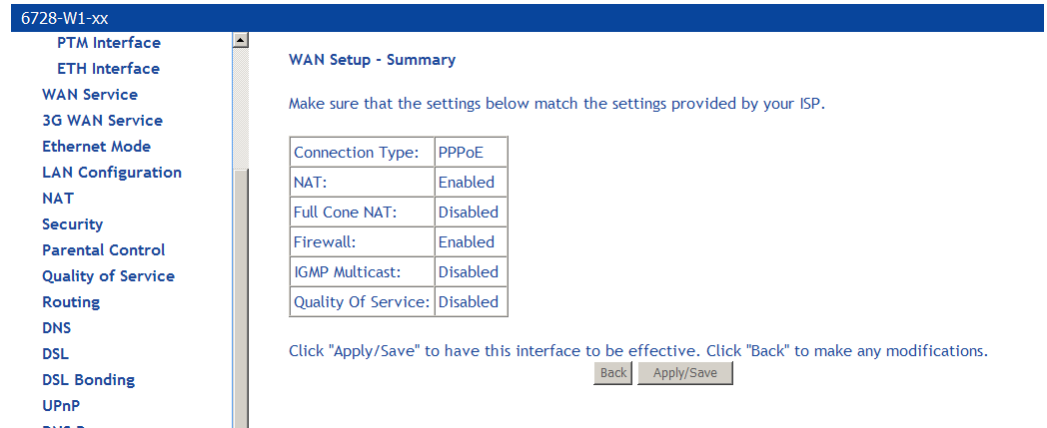 6728-W1-xx
PTM Interface
ETH Interface
WAN Service
3G WAN Service
Ethernet Mode
LAN Configuration
NAT
Security
Parental Control
Quality of Service
Routing
DNS
DSL
DSL Bonding
UPnP
WAN Setup - Summary
Make sure that the settings below match the settings provided by your ISP.
Connection Type: PPPoE
NAT: Enabled
Full Cone NAT: Disabled
Firewall: Enabled
IGMP Multicast: Disabled
Quality Of Service: Disabled
Click "Apply/Save" to have this interface to be effective. Click "Back" to make any modifications.
Back Apply/Save